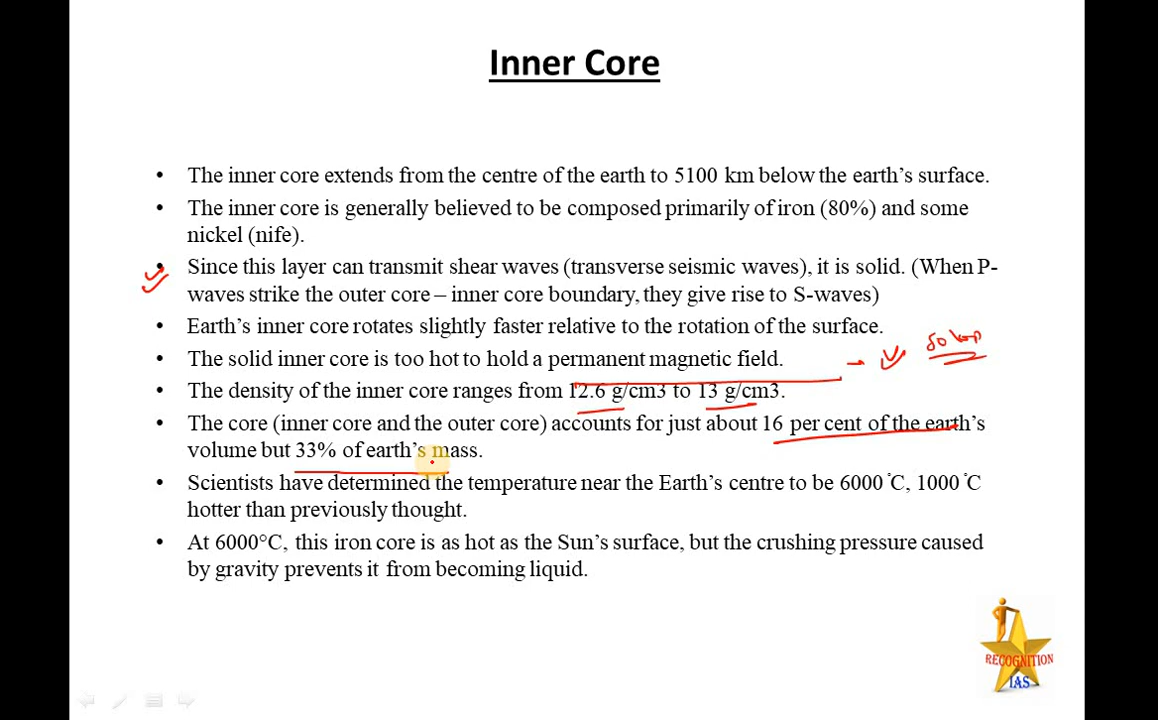 Inner Core
• The inner core extends from the centre of the earth to 5100 km below the earth's surface.
• The inner core is generally believed to be composed primarily of iron (80%) and some
nickel (nife).
• Since this layer can transmit shear waves (transverse seismic waves), it is solid. (When P-
waves strike the outer core – inner core boundary, they give rise to S-waves)
• Earth's inner core rotates slightly faster relative to the rotation of the surface.
• The solid inner core is too hot to hold a permanent magnetic field.
• The density of the inner core ranges from 12.6 g/cm3 to 13 g/cm3.
• The core (inner core and the outer core) accounts for just about 16 per cent of the earth's
volume but 33% of earth's mass.
• Scientists have determined the temperature near the Earth's centre to be 6000 ̊C, 1000 ̊C
hotter than previously thought.
• At 6000°C, this iron core is as hot as the Sun's surface, but the crushing pressure caused
by gravity prevents it from becoming liquid.
RECOGNITION
IAS